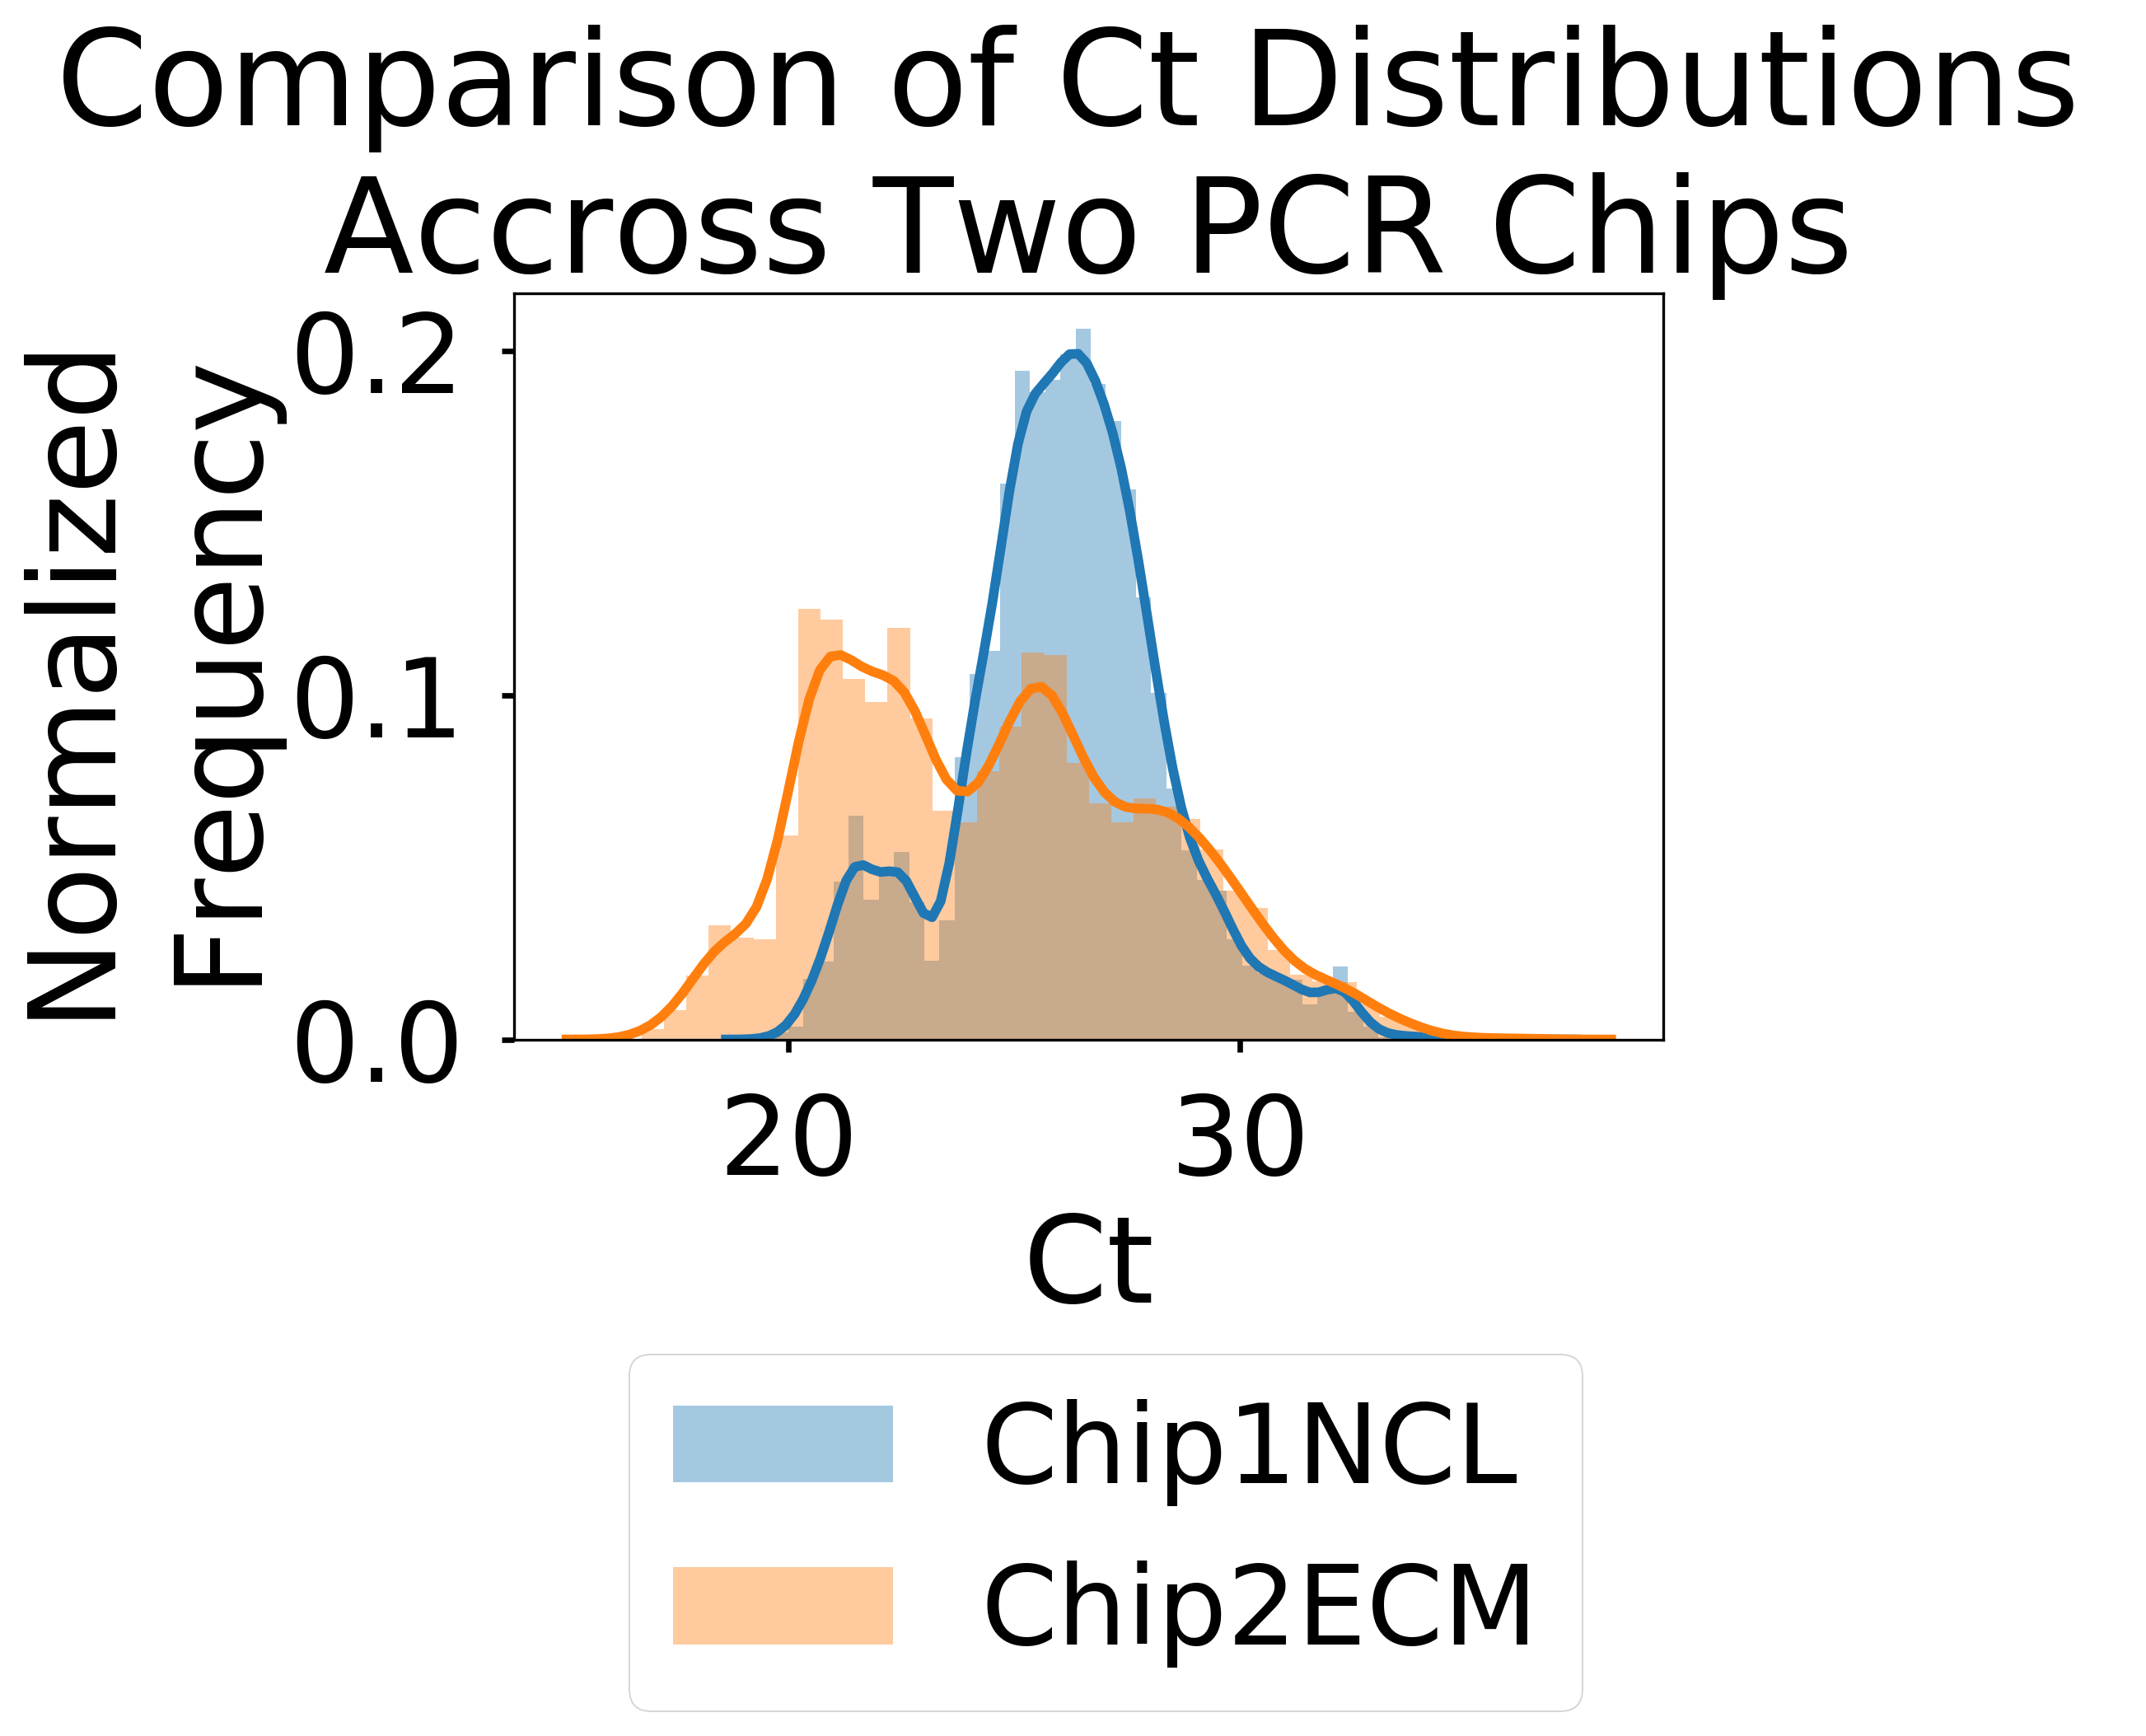 Comparison of Ct Distributions
Accross Two PCR Chips
Normalized
Frequency
0.2
0.1
0.0
20
30
Ct
Chip1NCL
Chip2ECM